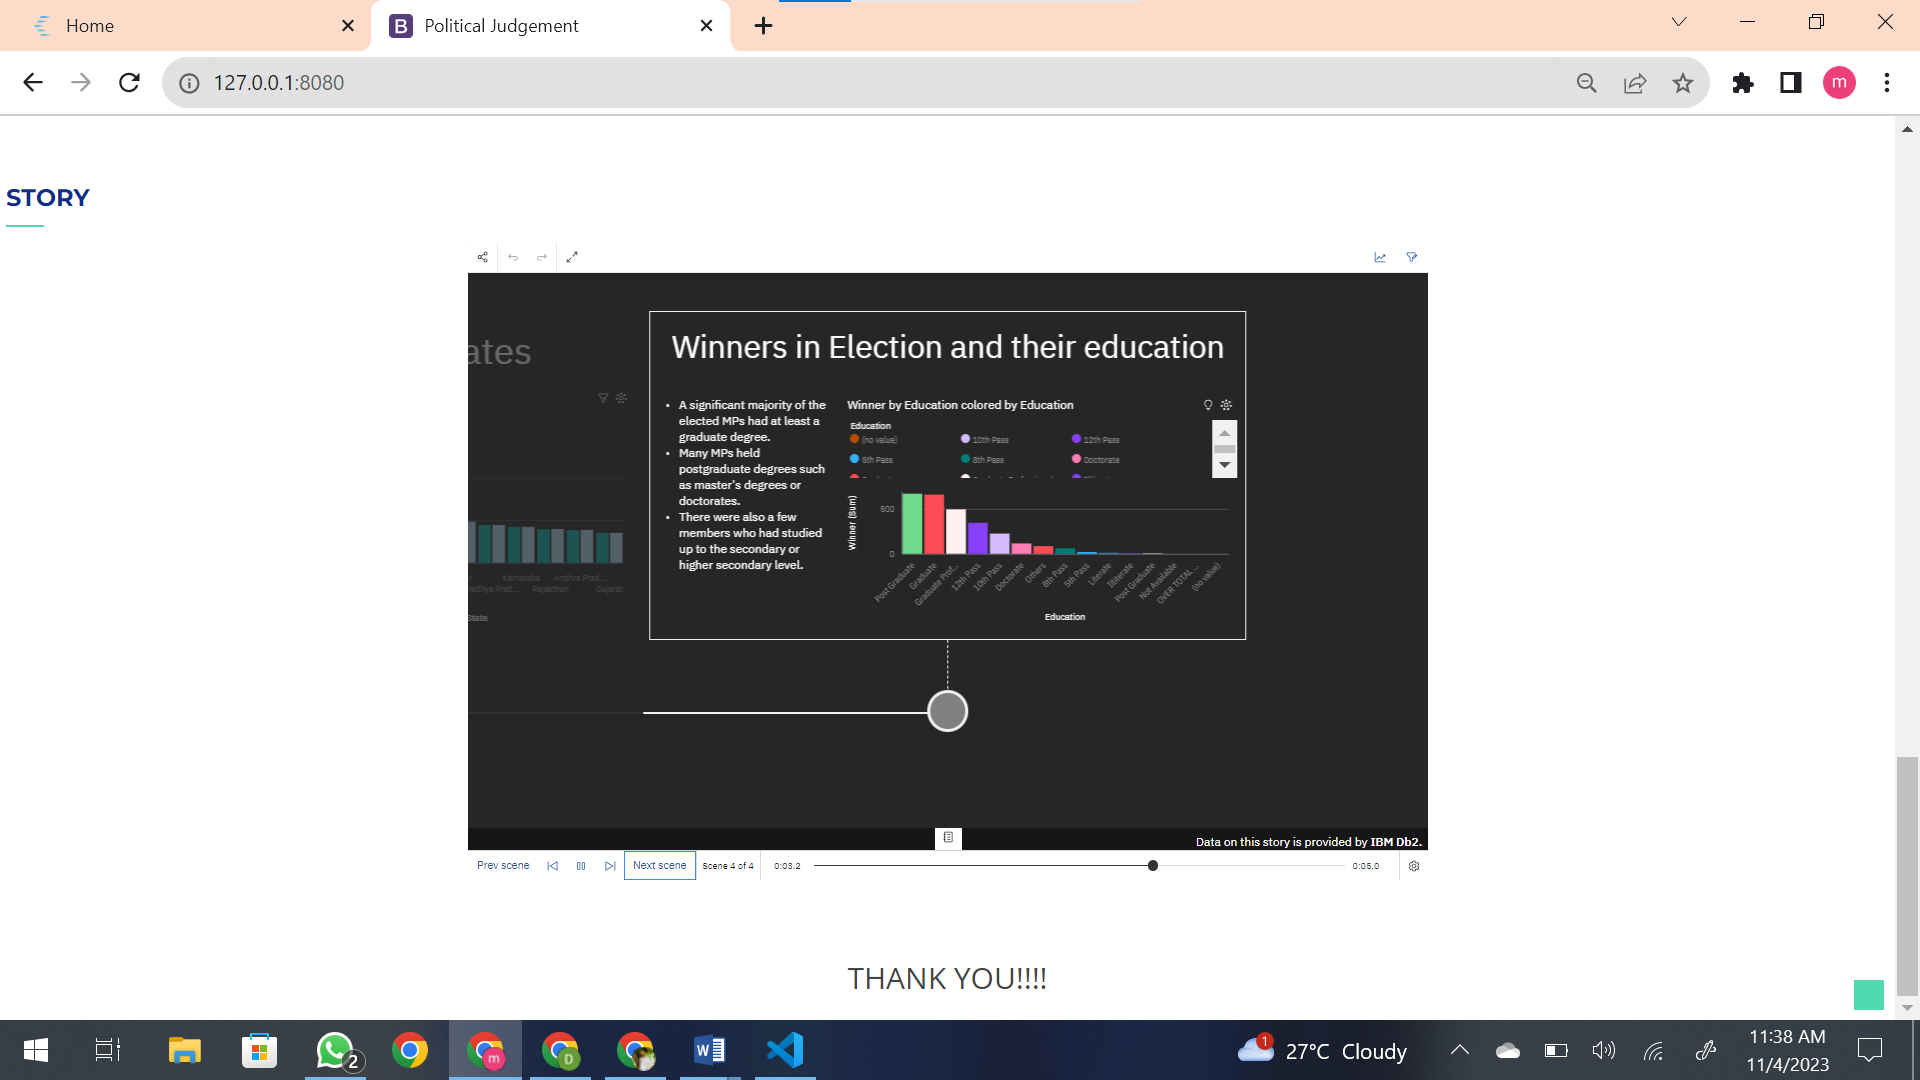 Home
Political Judgement
127.0.0.1:8080
m
STORY
ates
Winners in Election and their education
• A significant majority of the
elected MPs had at least a
graduate degree.
• Many MPs held
postgraduate degrees such
as master's degrees or
doctorates.
• There were also a few
members who had studied
up to the secondary or
higher secondary level.
Winner by Education colored by Education
Education
(no value)
10th Pass
12th Pass
5th Pass
8th Pass
Doctorate
Winner (Sum)
500
0
Post Graduate
Graduate
Graduate Prof...
12th Pass
10th Pass
Doctorate
Others
8th Pass
5th Pass
Literate
Illiterate
Post Graduate
Not Available
OVER TOTAL ...
(no value)
Education
Karnataka
Andhra Prad...
Madhya Prad...
Rajasthan
Gujarat
State
Data on this story is provided by IBM Db2.
Prev scene
Next scene
Scene 4 of 4
0:03.2
0:05.0
THANK YOU!!!!
2
m
D
1
27°C Cloudy
11:38 AM
11/4/2023